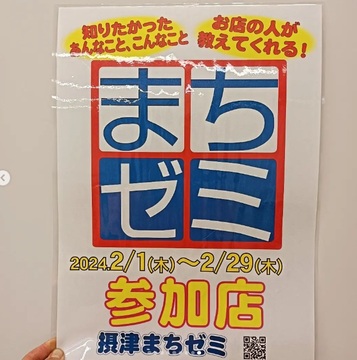 知りたかった
あんなこと、こんなこと
お店の人が
教えてくれる!
まち
ゼミ
2024.2/1(木)～2/29(木)
参加店
摂津まちゼミ